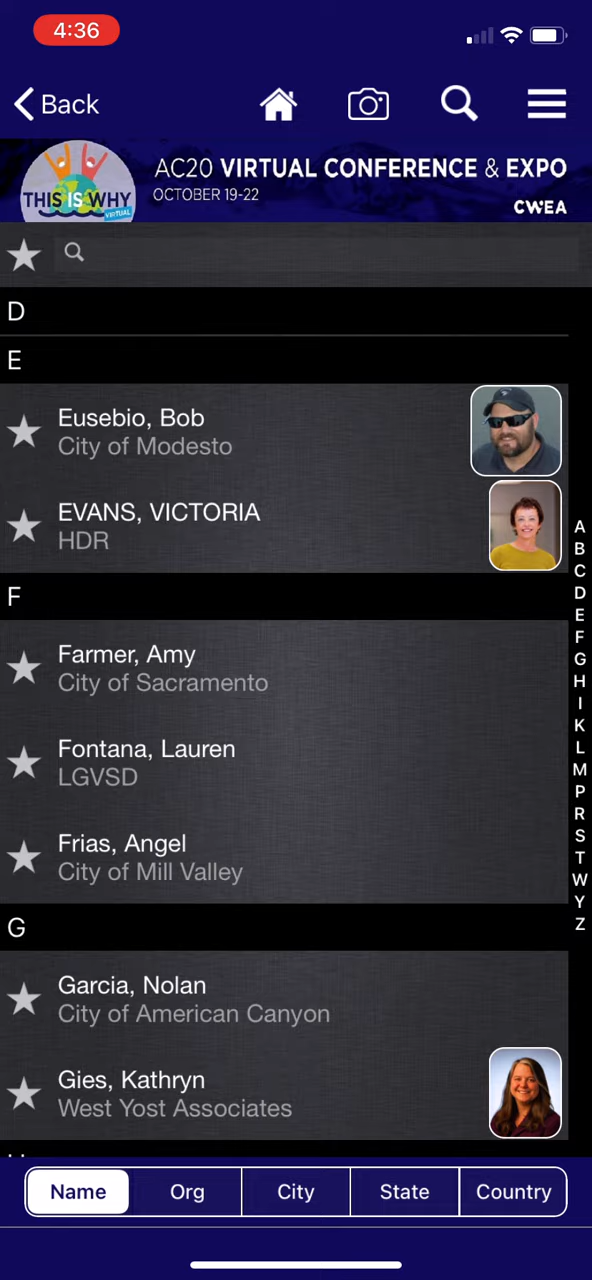 4:36
Back
THIS IS WHY
VIRTUAL
AC20 VIRTUAL CONFERENCE & EXPO
OCTOBER 19-22
CWEA
D
E
Eusebio, Bob
City of Modesto
EVANS, VICTORIA
HDR
F
Farmer, Amy
City of Sacramento
Fontana, Lauren
LGVSD
Frias, Angel
City of Mill Valley
G
Garcia, Nolan
City of American Canyon
Gies, Kathryn
West Yost Associates
A
B
C
D
E
F
G
H
I
K
L
M
P
R
S
T
W
Y
Z
Name Org City State Country